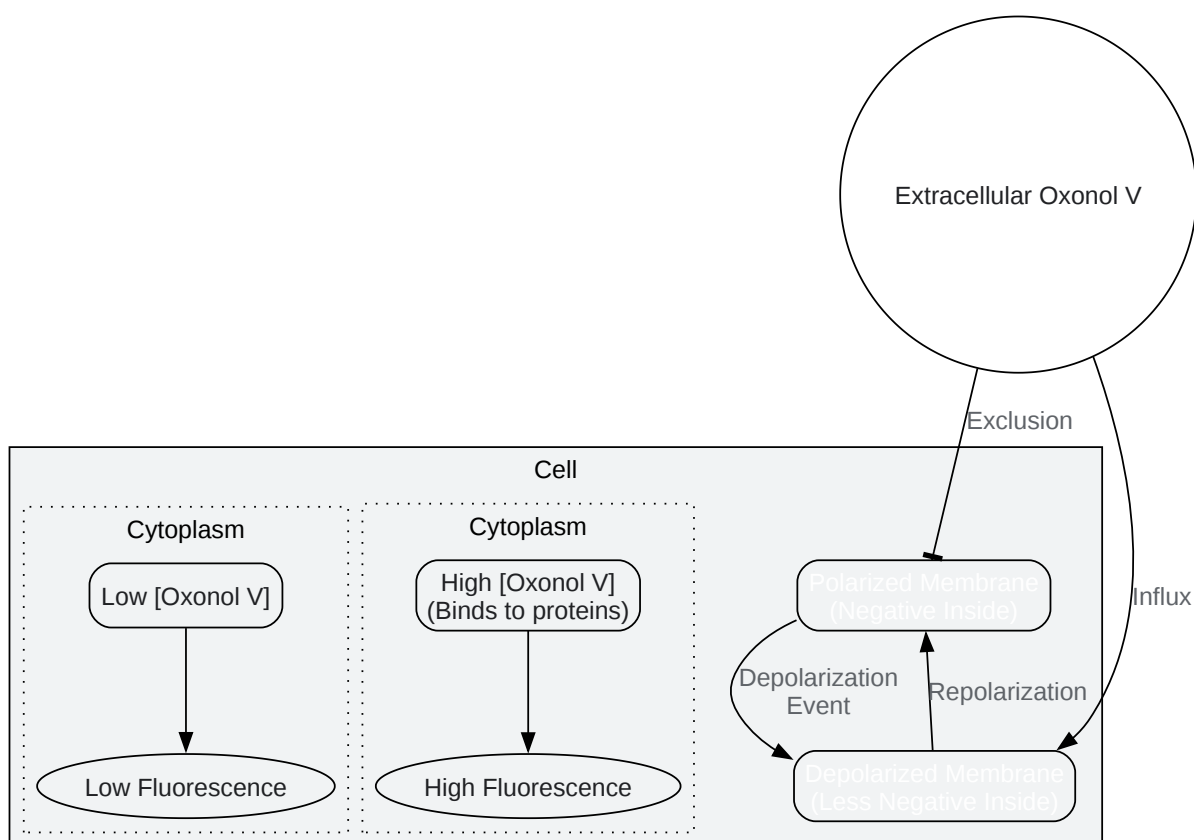 Extracellular Oxonol V
Exclusion
Cell
Cytoplasm
Cytoplasm
Low [Oxonol V]
High [Oxonol V]
(Binds to proteins)
Polarized Membrane
(Negative Inside)
Influx
Depolarization
Event
Repolarization
Low Fluorescence
High Fluorescence
Depolarized Membrane
(Less Negative Inside)